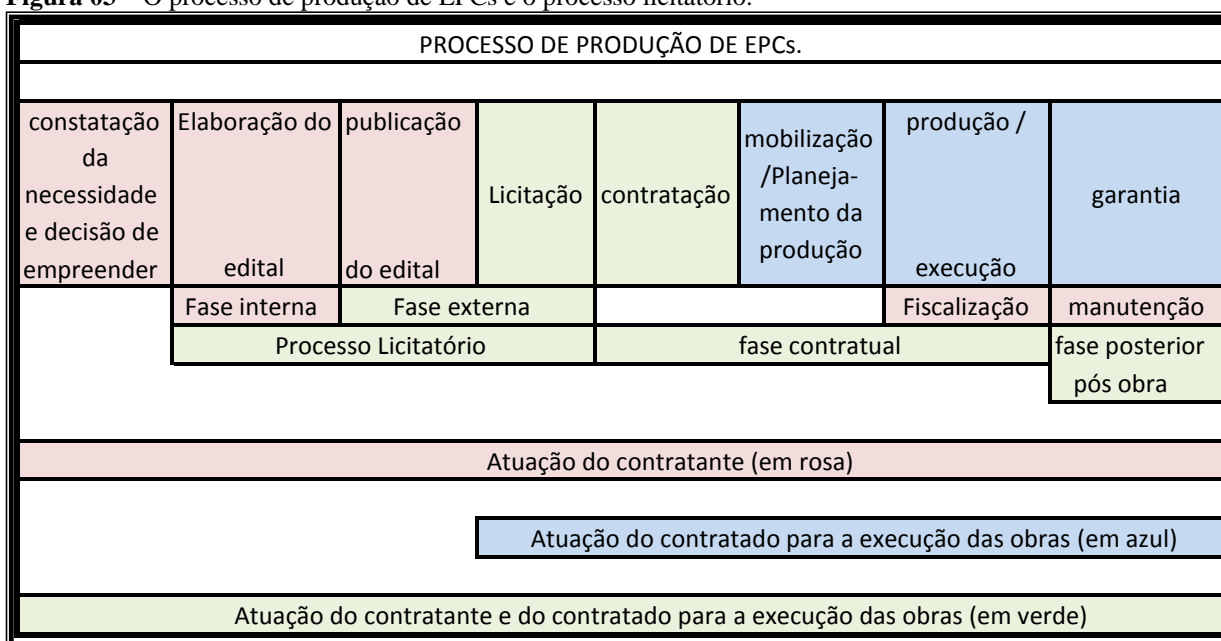 Figura 03 – O processo de produção de EPCs e o processo licitatório.
PROCESSO DE PRODUÇÃO DE EPCs.
constatação
da
necessidade
e decisão de
empreender
Elaboração do
edital
publicação
do edital
Licitação
contratação
mobilização
/Planeja-
mento da
produção
produção /
execução
garantia
Fase interna
Fase externa
Fiscalização
manutenção
Processo Licitatório
fase contratual
fase posterior
pós obra
Atuação do contratante (em rosa)
Atuação do contratado para a execução das obras (em azul)
Atuação do contratante e do contratado para a execução das obras (em verde)